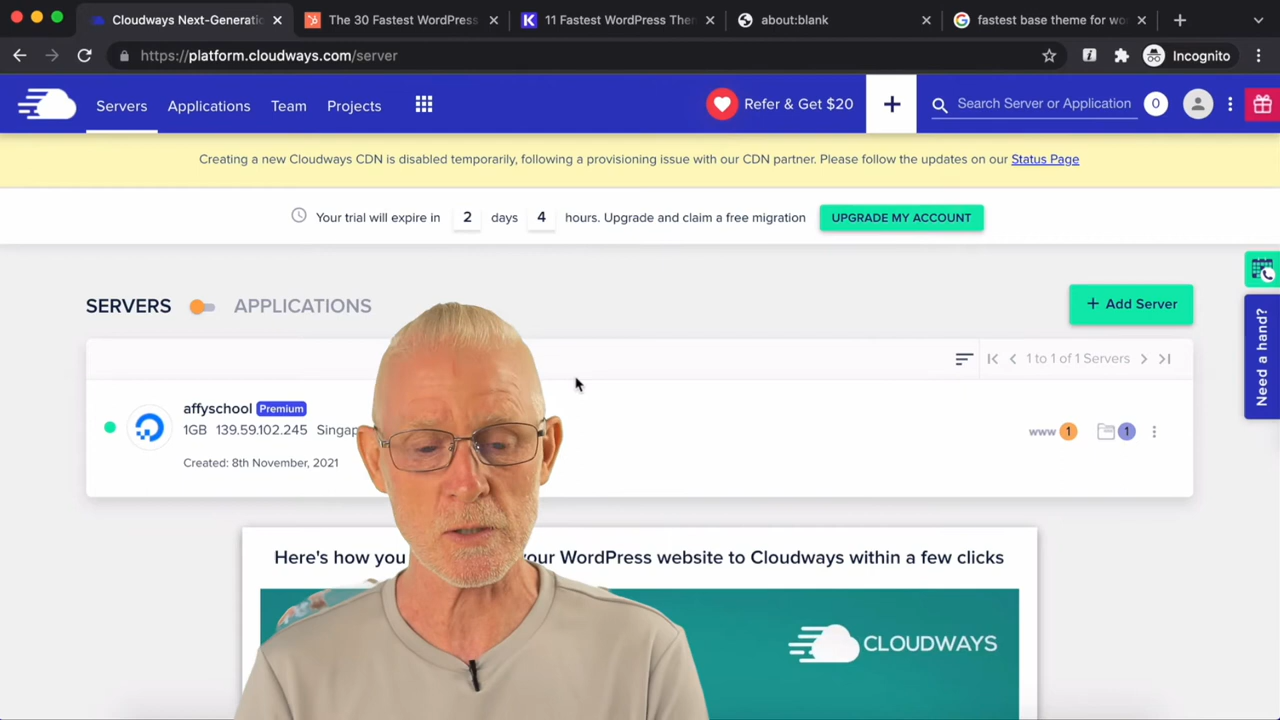 Cloudways Next-Generatio
The 30 Fastest WordPress
11 Fastest WordPress The
about:blank
fastest base theme for wo
https://platform.cloudways.com/server
Incognito
Servers
Applications
Team
Projects
Refer & Get $20
Search Server or Application
0
Creating a new Cloudways CDN is disabled temporarily, following a provisioning issue with our CDN partner. Please follow the updates on our Status Page
Your trial will expire in 2 days 4 hours. Upgrade and claim a free migration
UPGRADE MY ACCOUNT
SERVERS
APPLICATIONS
+ Add Server
Need a hand?
1 to 1 of 1 Servers
affyschool Premium
1GB 139.59.102.245 Singap
www 1
1
Created: 8th November, 2021
Here's how you your WordPress website to Cloudways within a few clicks
CLOUDWAYS